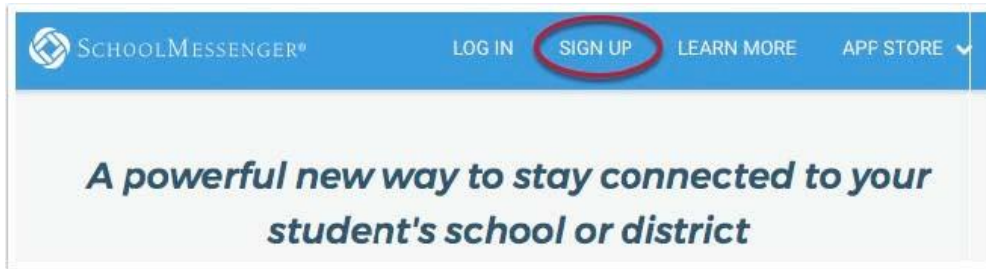 SCHOOLMESSENGER® LOG IN SIGN UP LEARN MORE APP STORE
A powerful new way to stay connected to your
student's school or district